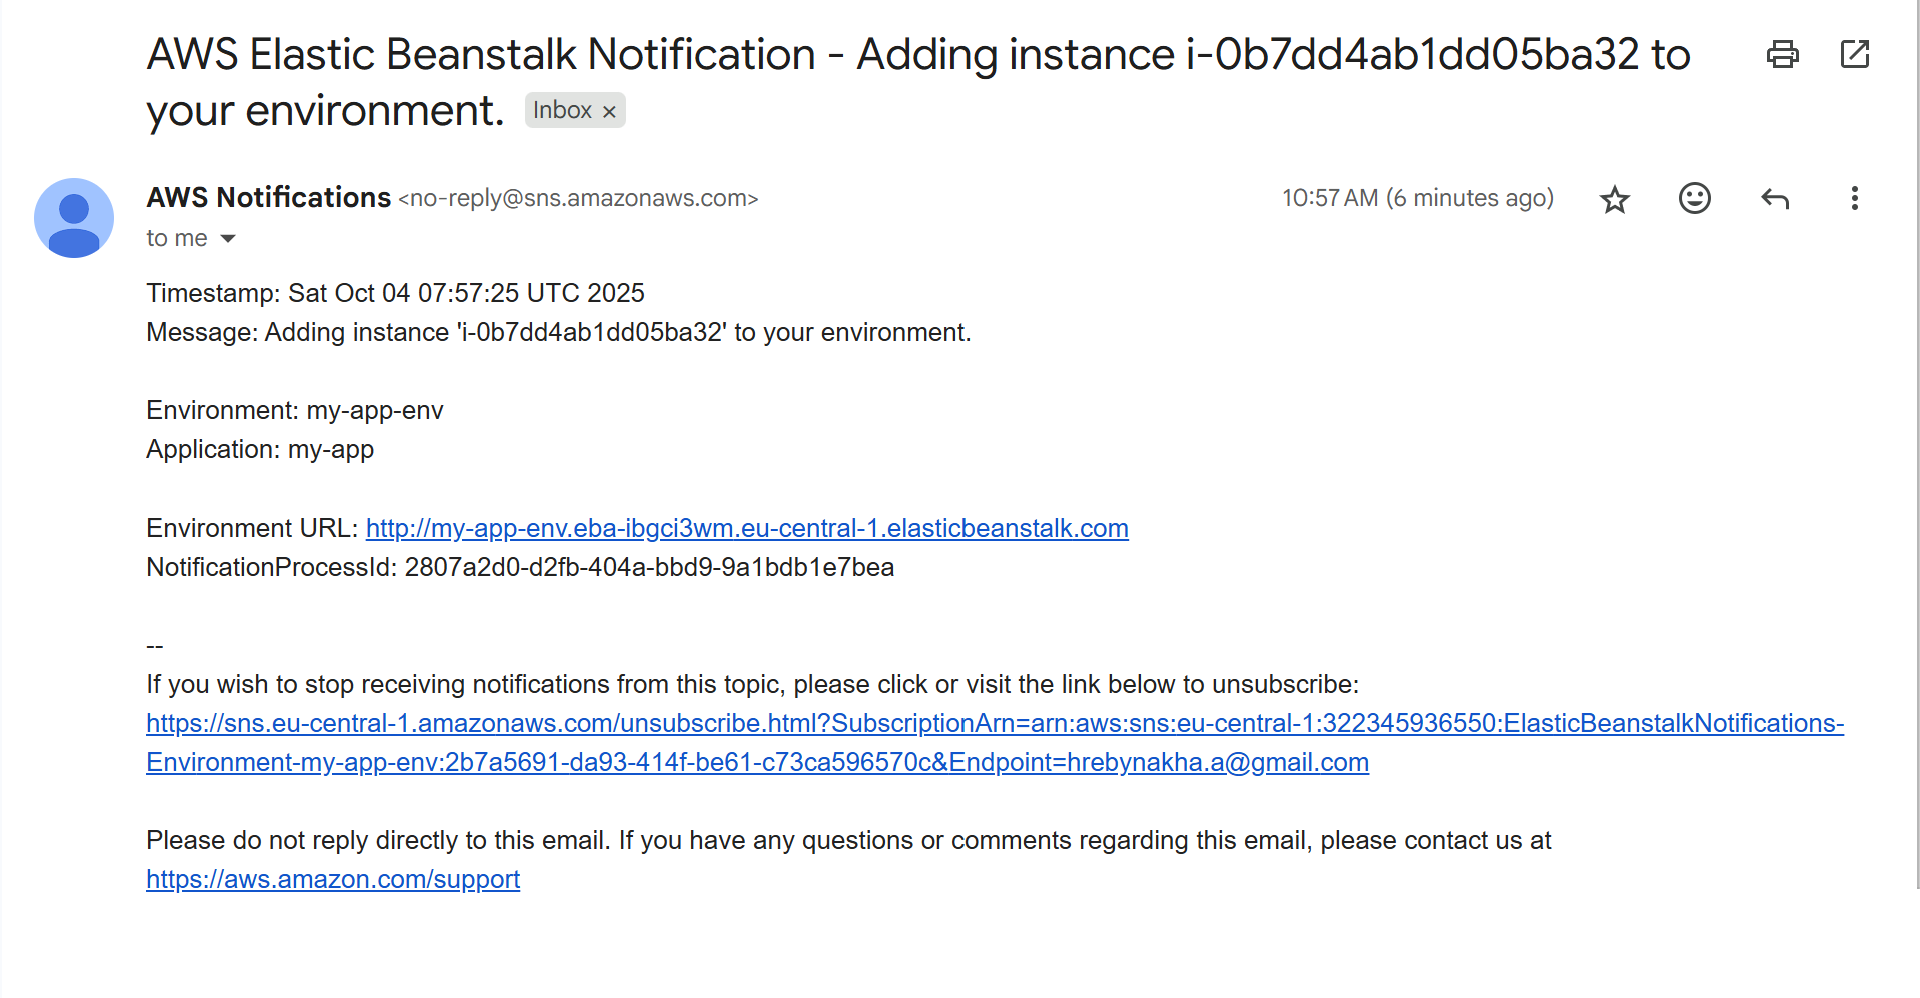 AWS Elastic Beanstalk Notification - Adding instance i-0b7dd4ab1dd05ba32 to
your environment. Inbox ×
AWS Notifications <no-reply@sns.amazonaws.com> 10:57 AM (6 minutes ago)
to me
Timestamp: Sat Oct 04 07:57:25 UTC 2025
Message: Adding instance 'i-0b7dd4ab1dd05ba32' to your environment.
Environment: my-app-env
Application: my-app
Environment URL: http://my-app-env.eba-ibgci3wm.eu-central-1.elasticbeanstalk.com
NotificationProcessId: 2807a2d0-d2fb-404a-bbd9-9a1bdb1e7bea
--
If you wish to stop receiving notifications from this topic, please click or visit the link below to unsubscribe:
https://sns.eu-central-1.amazonaws.com/unsubscribe.html?SubscriptionArn=arn:aws:sns:eu-central-1:322345936550:ElasticBeanstalkNotifications-
Environment-my-app-env:2b7a5691-da93-414f-be61-c73ca596570c&Endpoint=hrebynakha.a@gmail.com
Please do not reply directly to this email. If you have any questions or comments regarding this email, please contact us at
https://aws.amazon.com/support